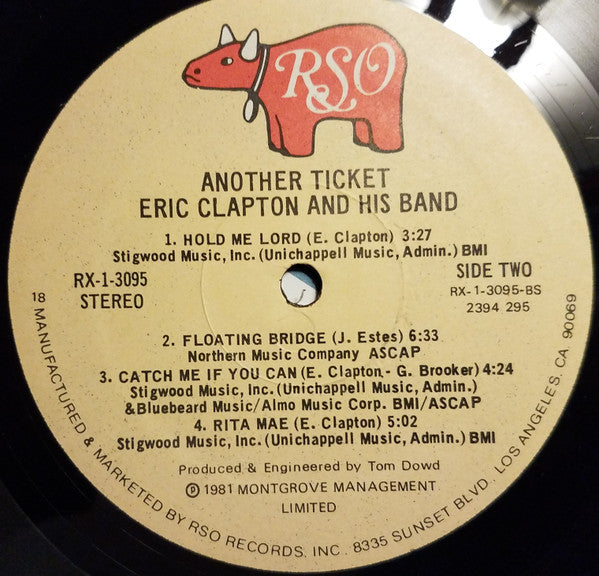 RSO
ANOTHER TICKET
ERIC CLAPTON AND HIS BAND
1. HOLD ME LORD (E. Clapton) 3:27
Stigwood Music, Inc. (Unichappell Music, Admin.) BMI
RX-1-3095
STEREO
SIDE TWO
RX-1-3095-BS
2394 295
2. FLOATING BRIDGE (J. Estes) 6:33
Northern Music Company ASCAP
3. CATCH ME IF YOU CAN (E. Clapton - G. Brooker) 4:24
Stigwood Music, Inc. (Unichappell Music, Admin.)
&Bluebeard Music/Almo Music Corp. BMI/ASCAP
4. RITA MAE (E. Clapton) 5:02
Stigwood Music, Inc. (Unichappell Music, Admin.) BMI
Produced & Engineered by Tom Dowd
℗ 1981 MONTGROVE MANAGEMENT
LIMITED
18 MANUFACTURED & MARKETED BY RSO RECORDS, INC. 8335 SUNSET BLVD., LOS ANGELES, CA 90069